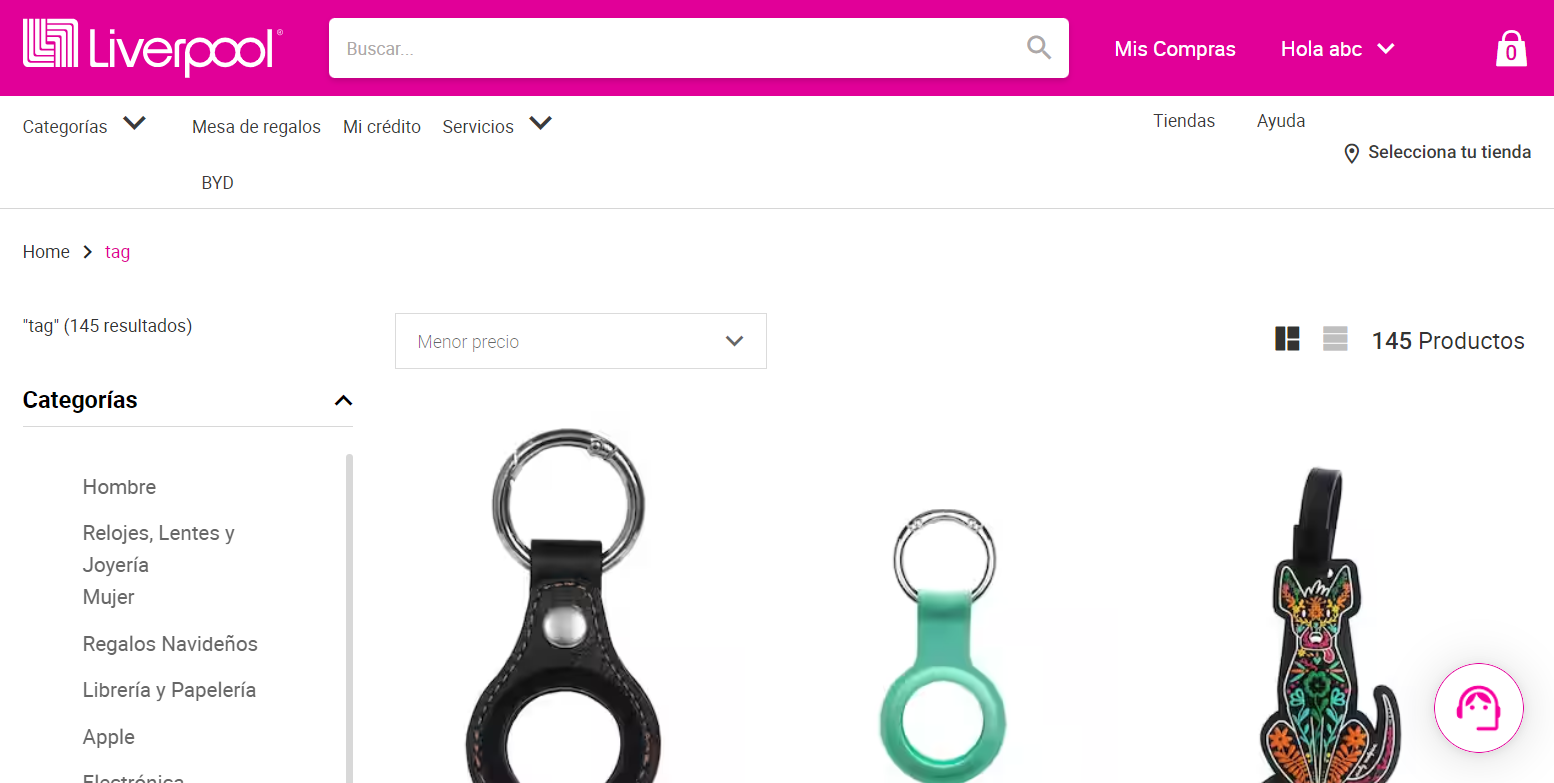 Liverpool®
Buscar...
Mis Compras
Hola abc
0
Categorías
Mesa de regalos
Mi crédito
Servicios
Tiendas
Ayuda
Selecciona tu tienda
BYD
Home
tag
"tag" (145 resultados)
Menor precio
145 Productos
Categorías
Hombre
Relojes, Lentes y
Joyería
Mujer
Regalos Navideños
Librería y Papelería
Apple
Electrónica